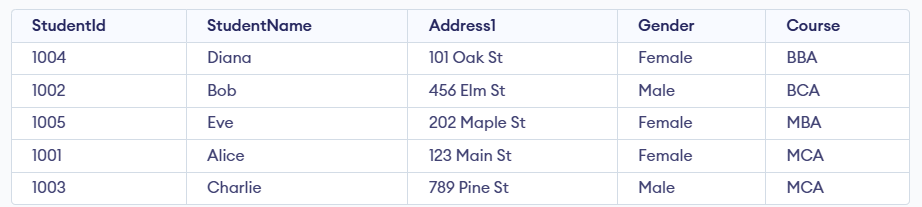 StudentId StudentName Address1 Gender Course
1004 Diana 101 Oak St Female BBA
1002 Bob 456 Elm St Male BCA
1005 Eve 202 Maple St Female MBA
1001 Alice 123 Main St Female MCA
1003 Charlie 789 Pine St Male MCA